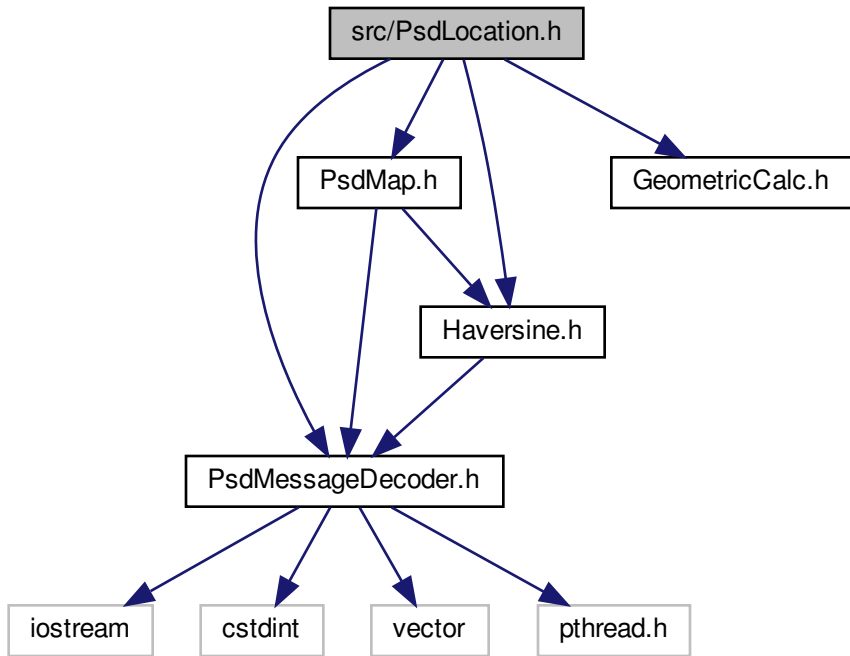 src/PsdLocation.h
PsdMap.h
GeometricCalc.h
Haversine.h
PsdMessageDecoder.h
iostream
cstdint
vector
pthread.h